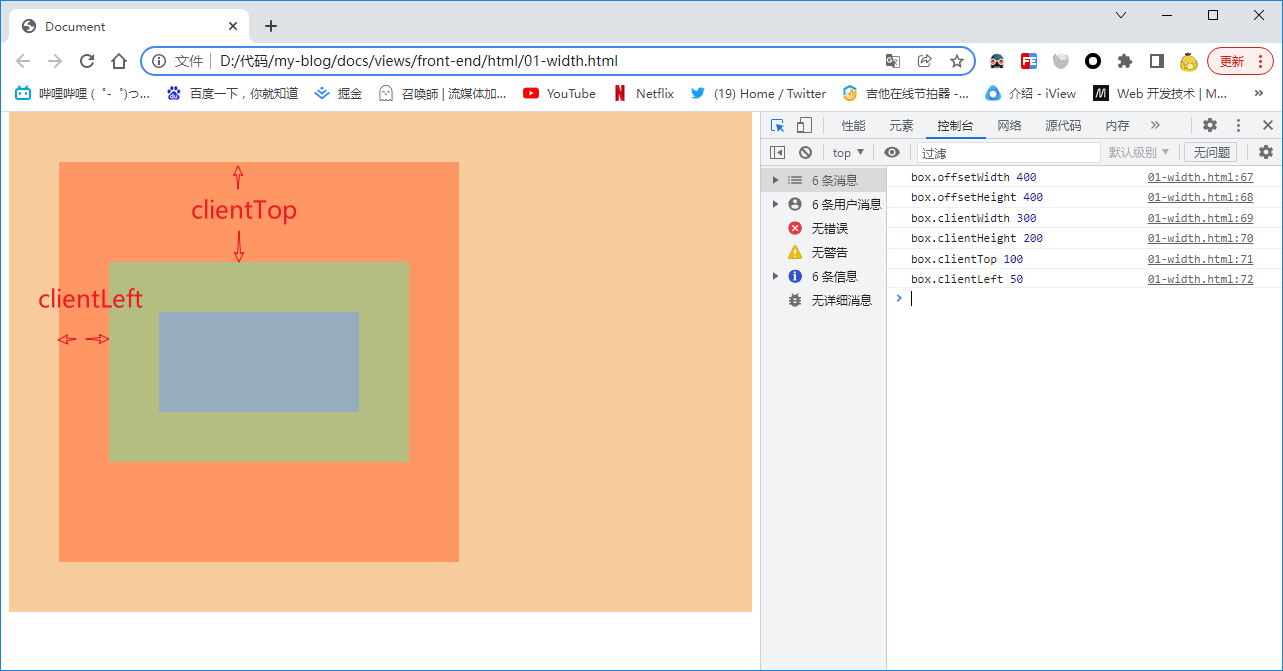 Document
文件 D:/代码/my-blog/docs/views/front-end/html/01-width.html
更新
哔哩哔哩 ( ゜- ゜)つ... 百度一下，你就知道 掘金 召唤師 | 流媒体加... YouTube Netflix (19) Home / Twitter 吉他在线节拍器 -... 介绍 - iView Web 开发技术 | M...
性能 元素 控制台 网络 源代码 内存
top 过滤 默认级别 无问题
6 条消息
6 条用户消息
无错误
无警告
6 条信息
无详细消息
box.offsetWidth 400 01-width.html:67
box.offsetHeight 400 01-width.html:68
box.clientWidth 300 01-width.html:69
box.clientHeight 200 01-width.html:70
box.clientTop 100 01-width.html:71
box.clientLeft 50 01-width.html:72
clientTop
clientLeft